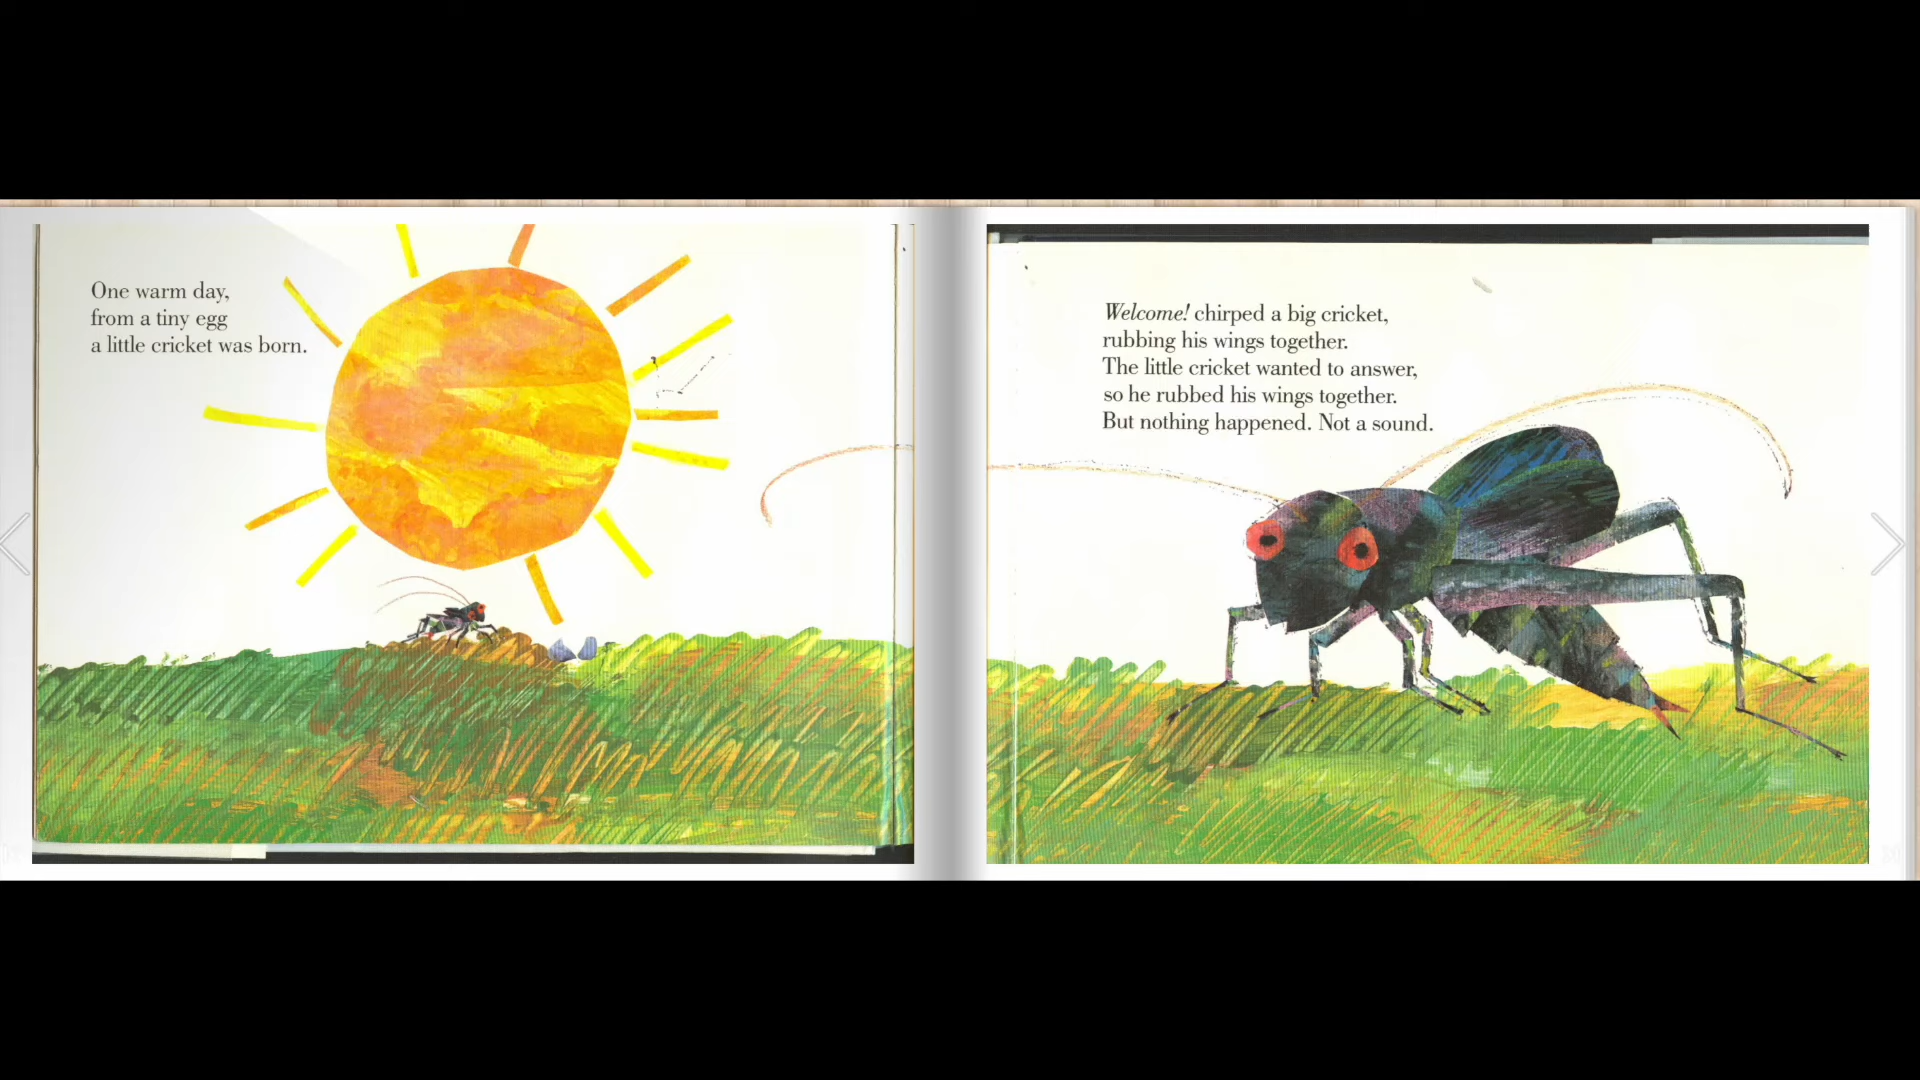 One warm day,
from a tiny egg
a little cricket was born.
Welcome! chirped a big cricket,
rubbing his wings together.
The little cricket wanted to answer,
so he rubbed his wings together.
But nothing happened. Not a sound.